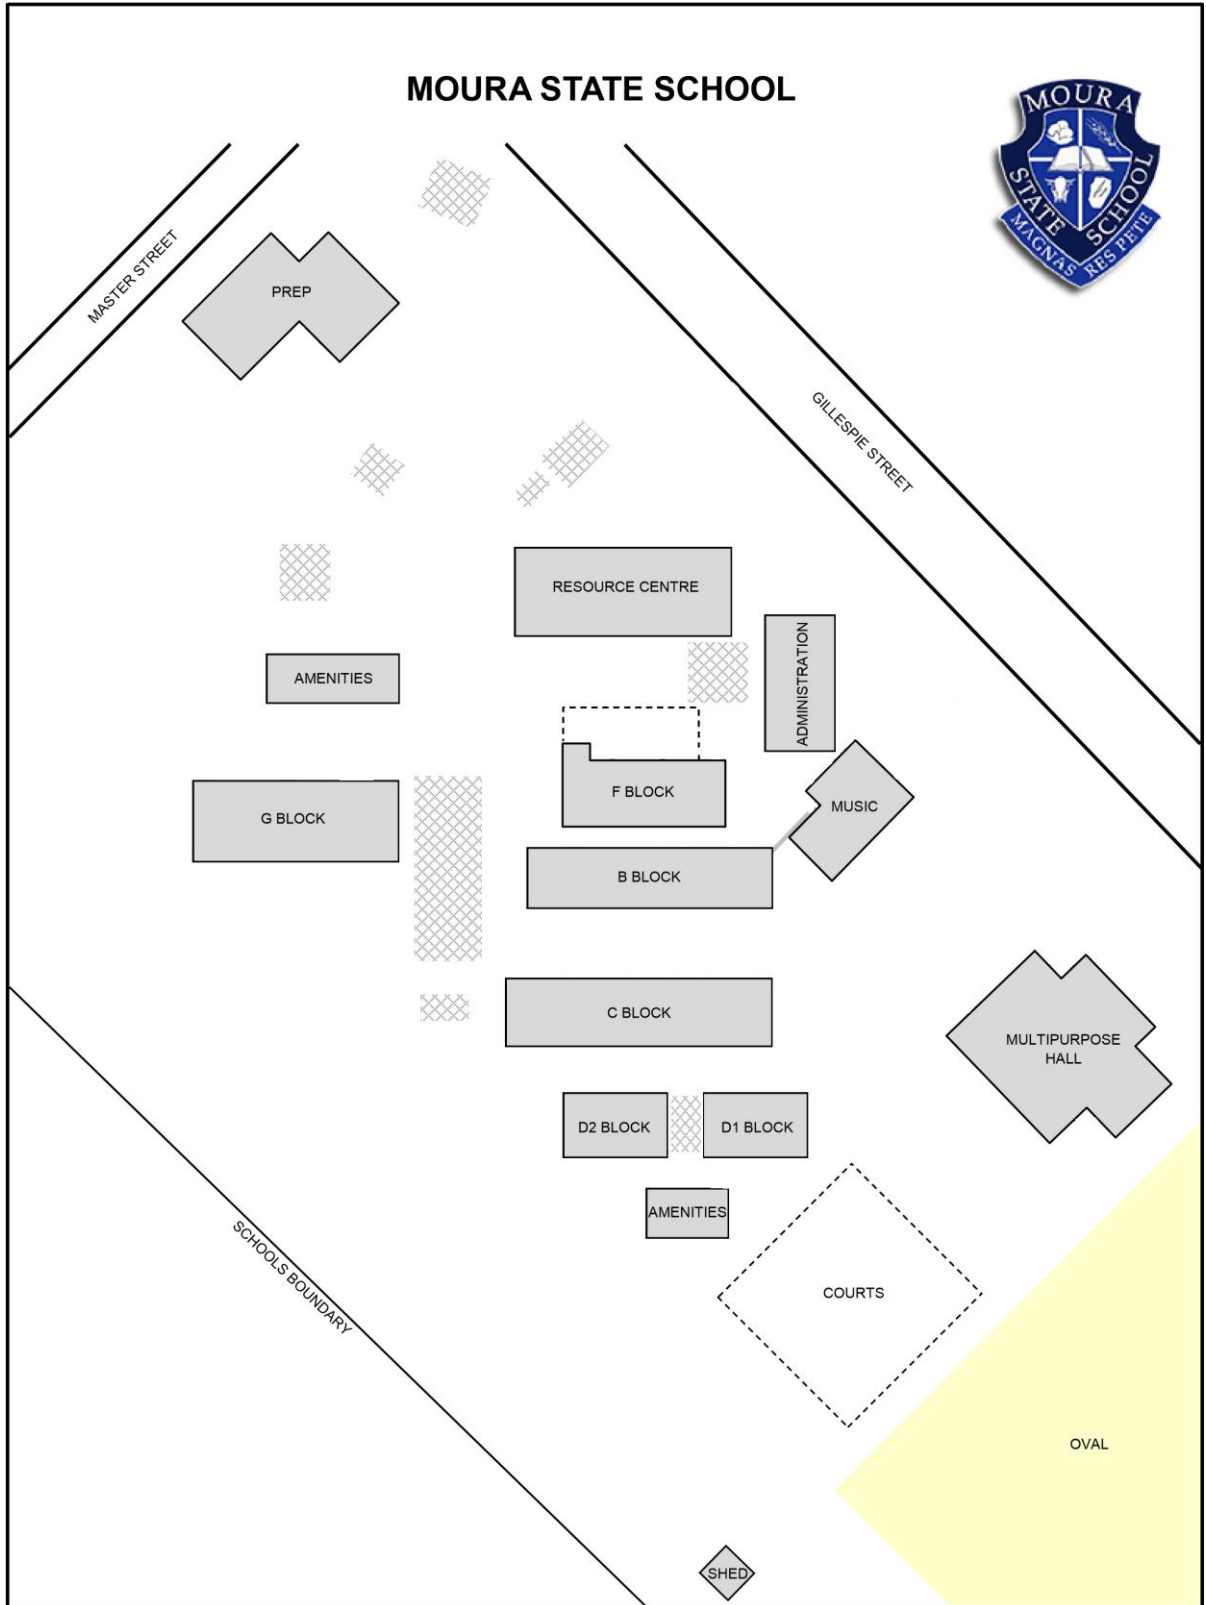 MOURA STATE SCHOOL
MOURA
STATE SCHOOL
MAGNAS RES PETE
MASTER STREET
PREP
GILLESPIE STREET
RESOURCE CENTRE
ADMINISTRATION
AMENITIES
F BLOCK
MUSIC
G BLOCK
B BLOCK
C BLOCK
MULTIPURPOSE
HALL
D2 BLOCK
D1 BLOCK
AMENITIES
SCHOOLS BOUNDARY
COURTS
OVAL
SHED